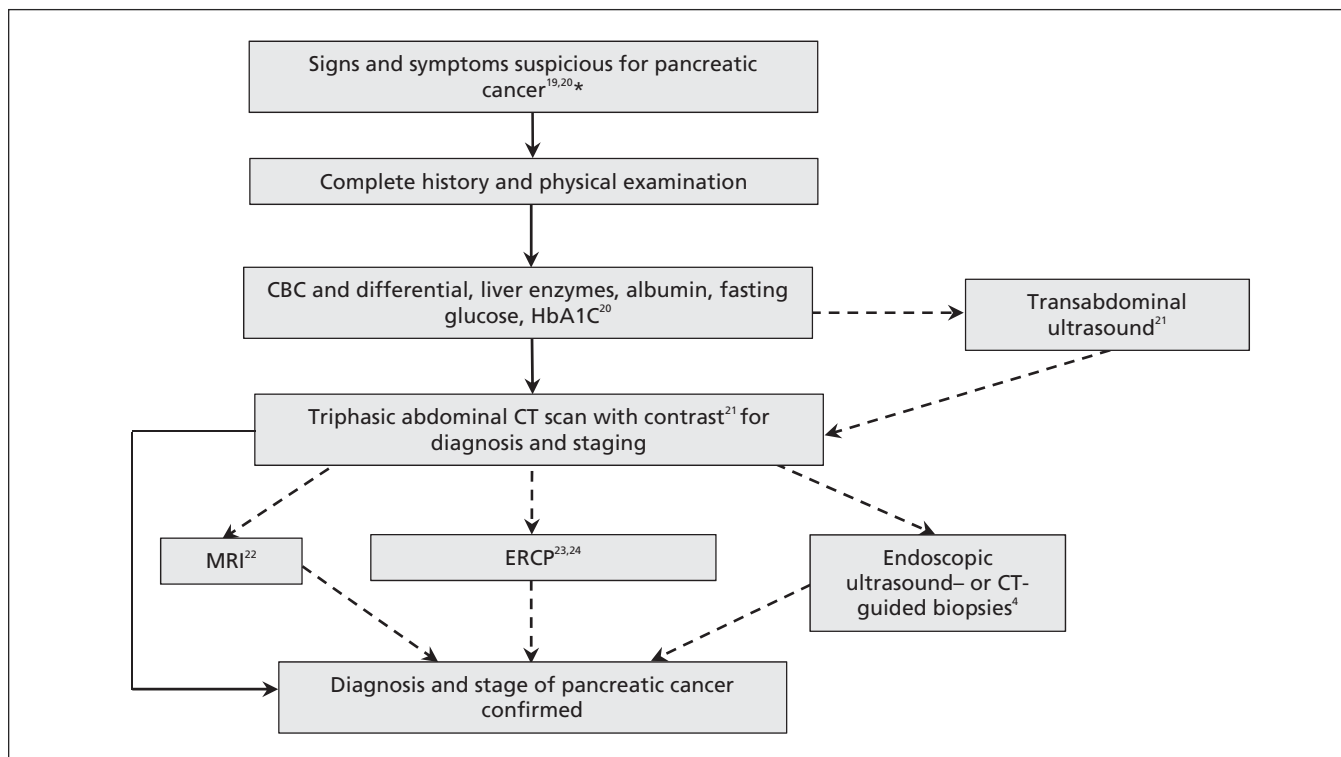 Signs and symptoms suspicious for pancreatic
cancer19,20*
Complete history and physical examination
CBC and differential, liver enzymes, albumin, fasting
glucose, HbA1C20
Transabdominal
ultrasound21
Triphasic abdominal CT scan with contrast21 for
diagnosis and staging
MRI22
ERCP23,24
Endoscopic
ultrasound– or CT-
guided biopsies4
Diagnosis and stage of pancreatic cancer
confirmed